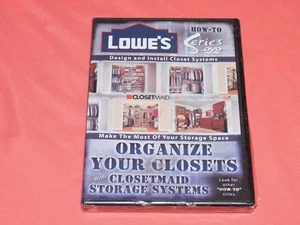 HOW-TO
LOWE'S
Series
DVD
Design and Install Closet Systems
CLOSETMAID
Make The Most Of Your Storage Space
ORGANIZE
YOUR CLOSETS
with CLOSETMAID
STORAGE SYSTEMS
Look for
other
"HOW-TO"
titles.